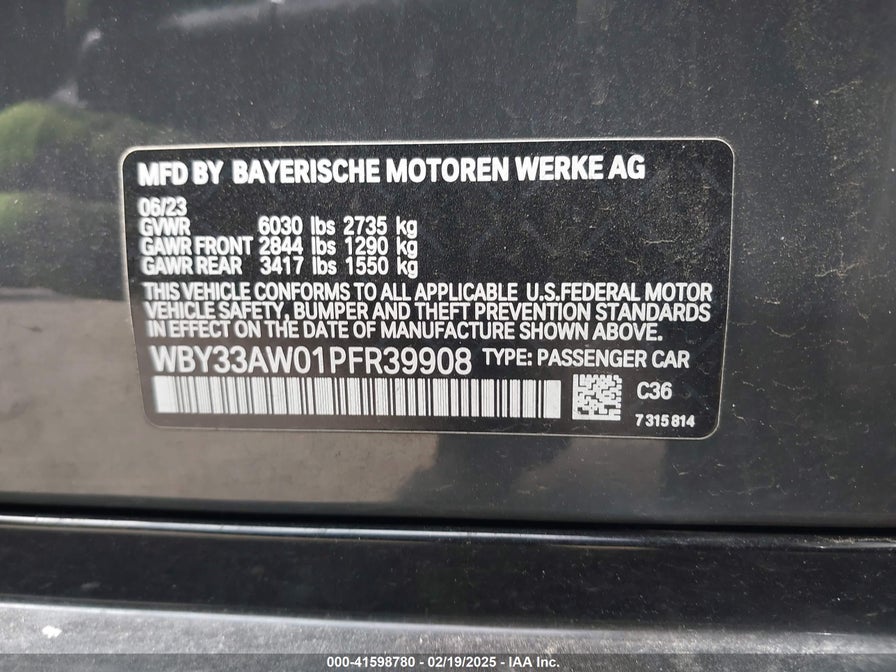 MFD BY BAYERISCHE MOTOREN WERKE AG
06/23
GVWR 6030 lbs 2735 kg
GAWR FRONT 2844 lbs 1290 kg
GAWR REAR 3417 lbs 1550 kg
THIS VEHICLE CONFORMS TO ALL APPLICABLE U.S.FEDERAL MOTOR
VEHICLE SAFETY, BUMPER AND THEFT PREVENTION STANDARDS
IN EFFECT ON THE DATE OF MANUFACTURE SHOWN ABOVE.
WBY33AW01PFR39908 TYPE: PASSENGER CAR
C36
7 315 814
000-41598780 - 02/19/2025 - IAA Inc.